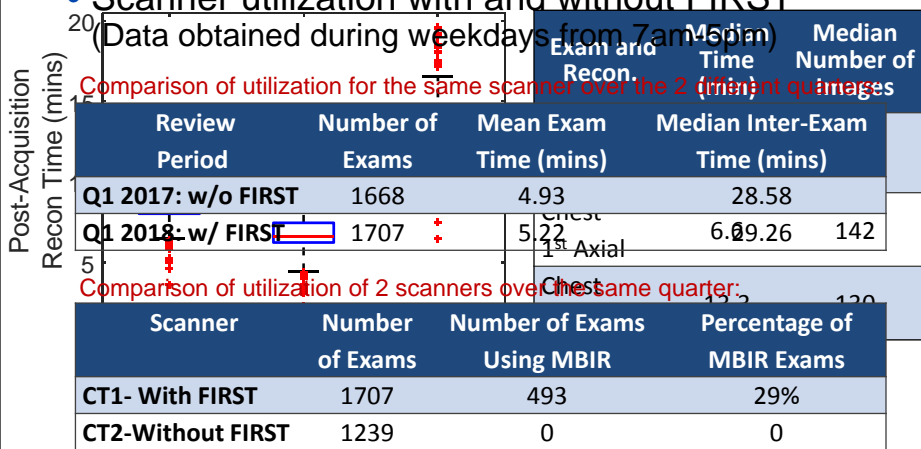 • Scanner utilization with and without FIRST
(Data obtained during weekdays from 7am-5pm)
20
15
5
Post-Acquisition
Recon Time (mins)
Exam and Recon.
Median Time (min)
Median Number of Images
Comparison of utilization for the same scanner over the 2 different quarters:
Review Period	Number of Exams	Mean Exam Time (mins)	Median Inter-Exam Time (mins)
Q1 2017: w/o FIRST	1668	4.93	28.58
Q1 2018: w/ FIRST	1707	5.22	29.26
Chest
1st Axial
142
Chest
Comparison of utilization of 2 scanners over the same quarter:
Scanner	Number of Exams	Number of Exams Using MBIR	Percentage of MBIR Exams
CT1- With FIRST	1707	493	29%
CT2-Without FIRST	1239	0	0